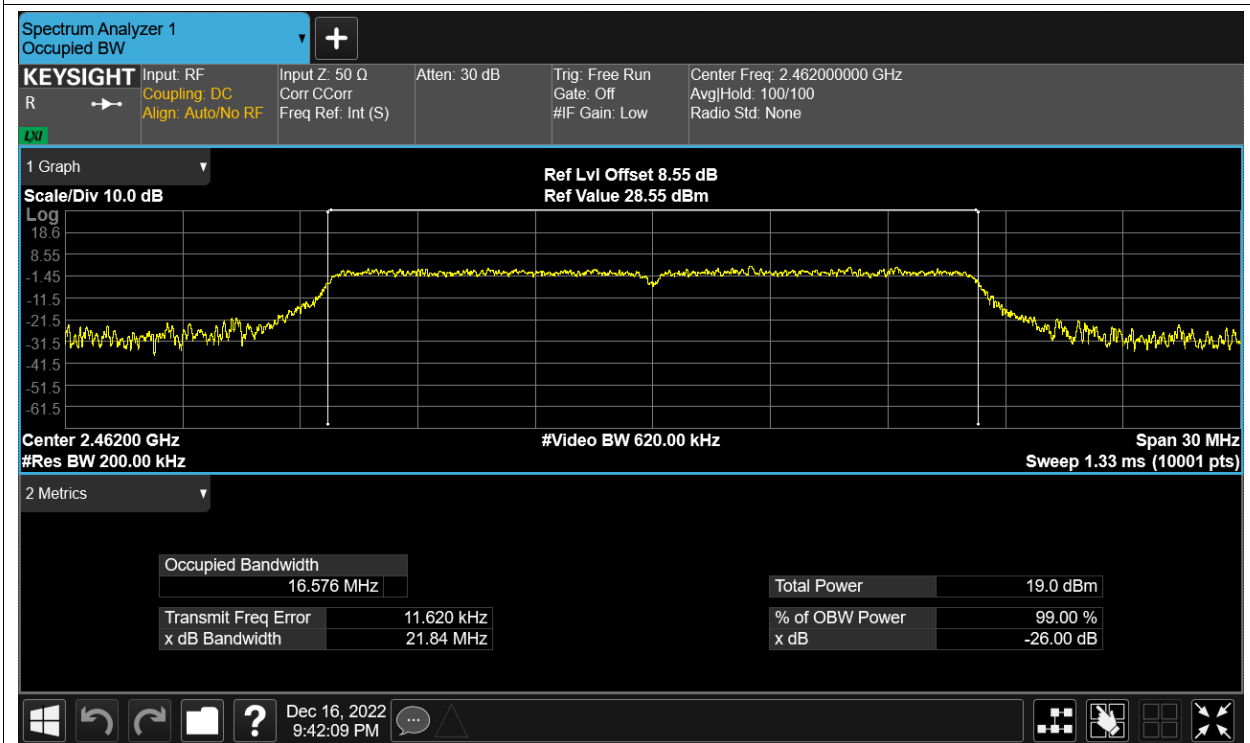 Spectrum Analyzer 1
Occupied BW
KEYSIGHT
R
LXI
Input: RF
Coupling: DC
Align: Auto/No RF
Input Z: 50 Ω
Corr CCorr
Freq Ref: Int (S)
Atten: 30 dB
Trig: Free Run
Gate: Off
#IF Gain: Low
Center Freq: 2.462000000 GHz
Avg|Hold: 100/100
Radio Std: None
1 Graph
Ref Lvl Offset 8.55 dB
Scale/Div 10.0 dB
Ref Value 28.55 dBm
Log
18.6
8.55
-1.45
-11.5
-21.5
-31.5
-41.5
-51.5
-61.5
Center 2.46200 GHz
#Video BW 620.00 kHz
Span 30 MHz
#Res BW 200.00 kHz
Sweep 1.33 ms (10001 pts)
2 Metrics
Occupied Bandwidth
16.576 MHz
Total Power 19.0 dBm
Transmit Freq Error 11.620 kHz
% of OBW Power 99.00 %
x dB Bandwidth 21.84 MHz
x dB -26.00 dB
?
Dec 16, 2022
9:42:09 PM